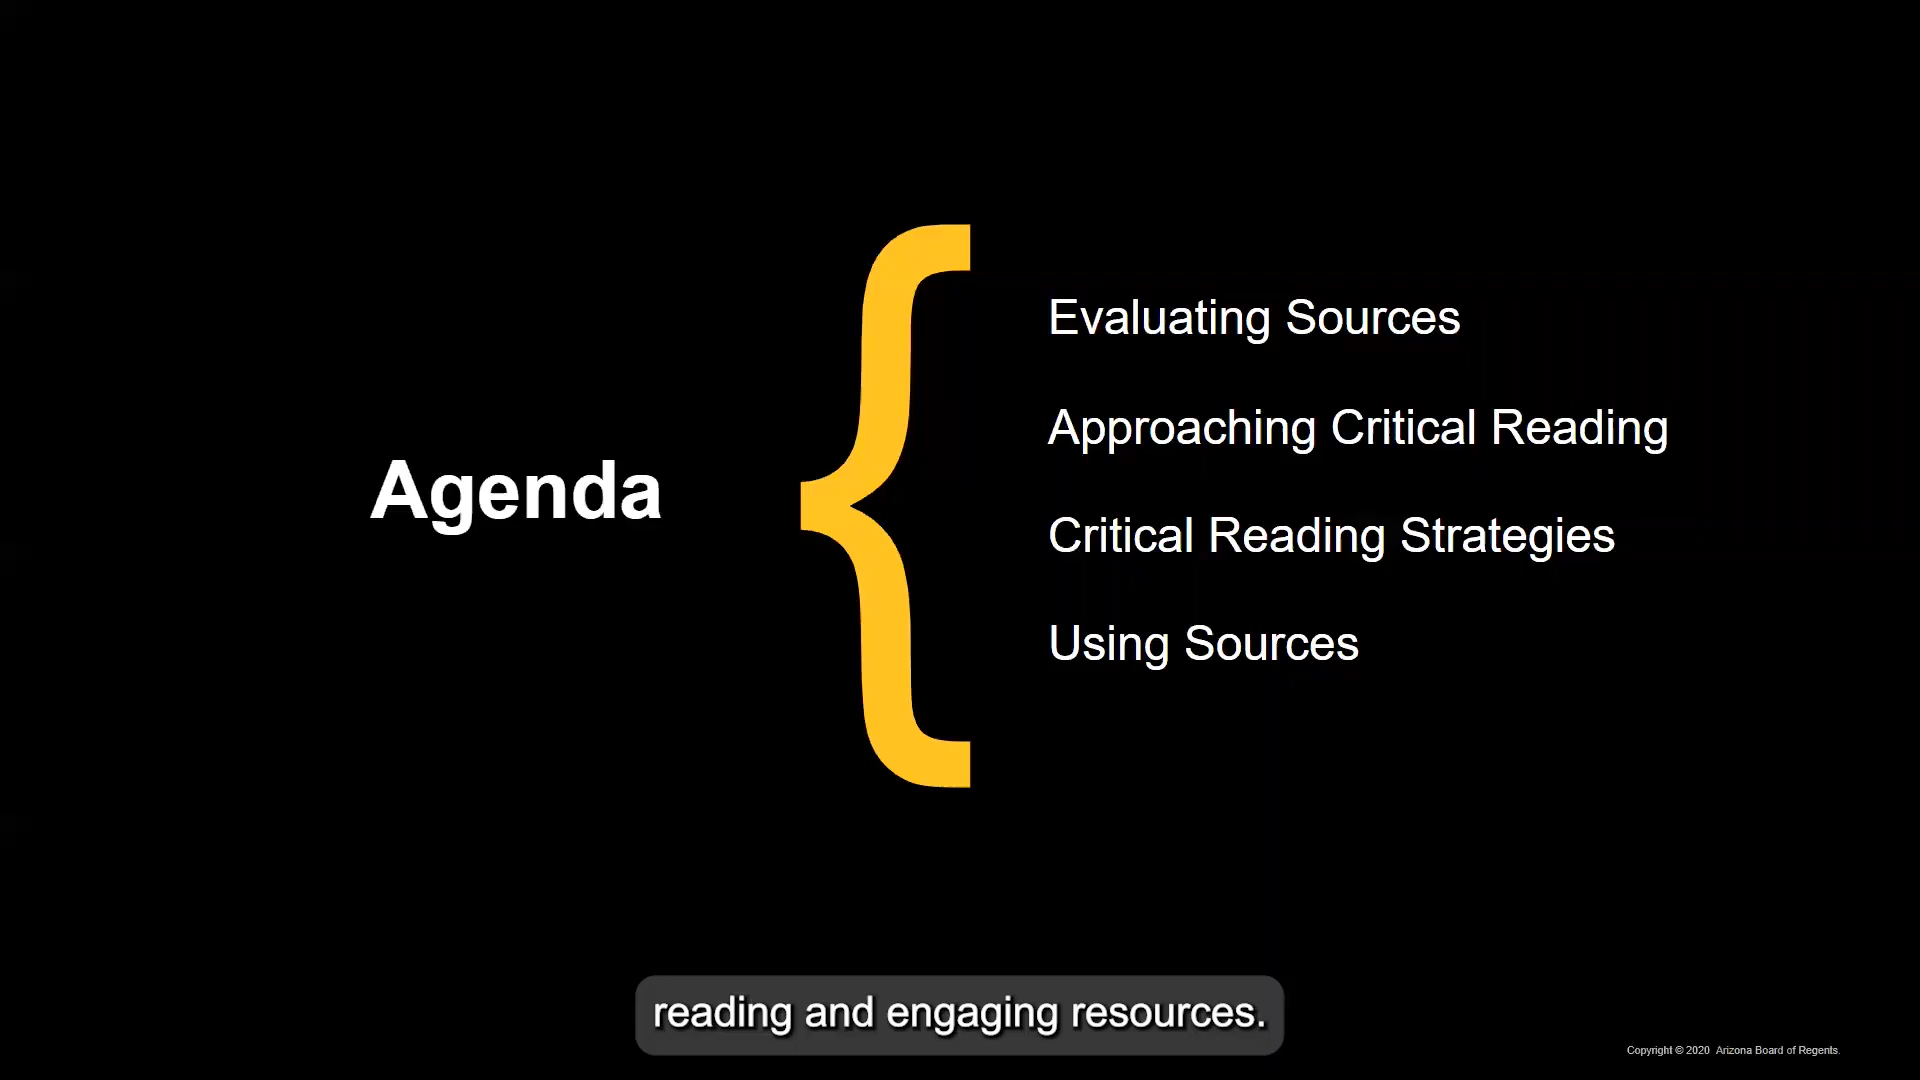 Agenda
Evaluating Sources
Approaching Critical Reading
Critical Reading Strategies
Using Sources
reading and engaging resources.
Copyright © 2020 Arizona Board of Regents.